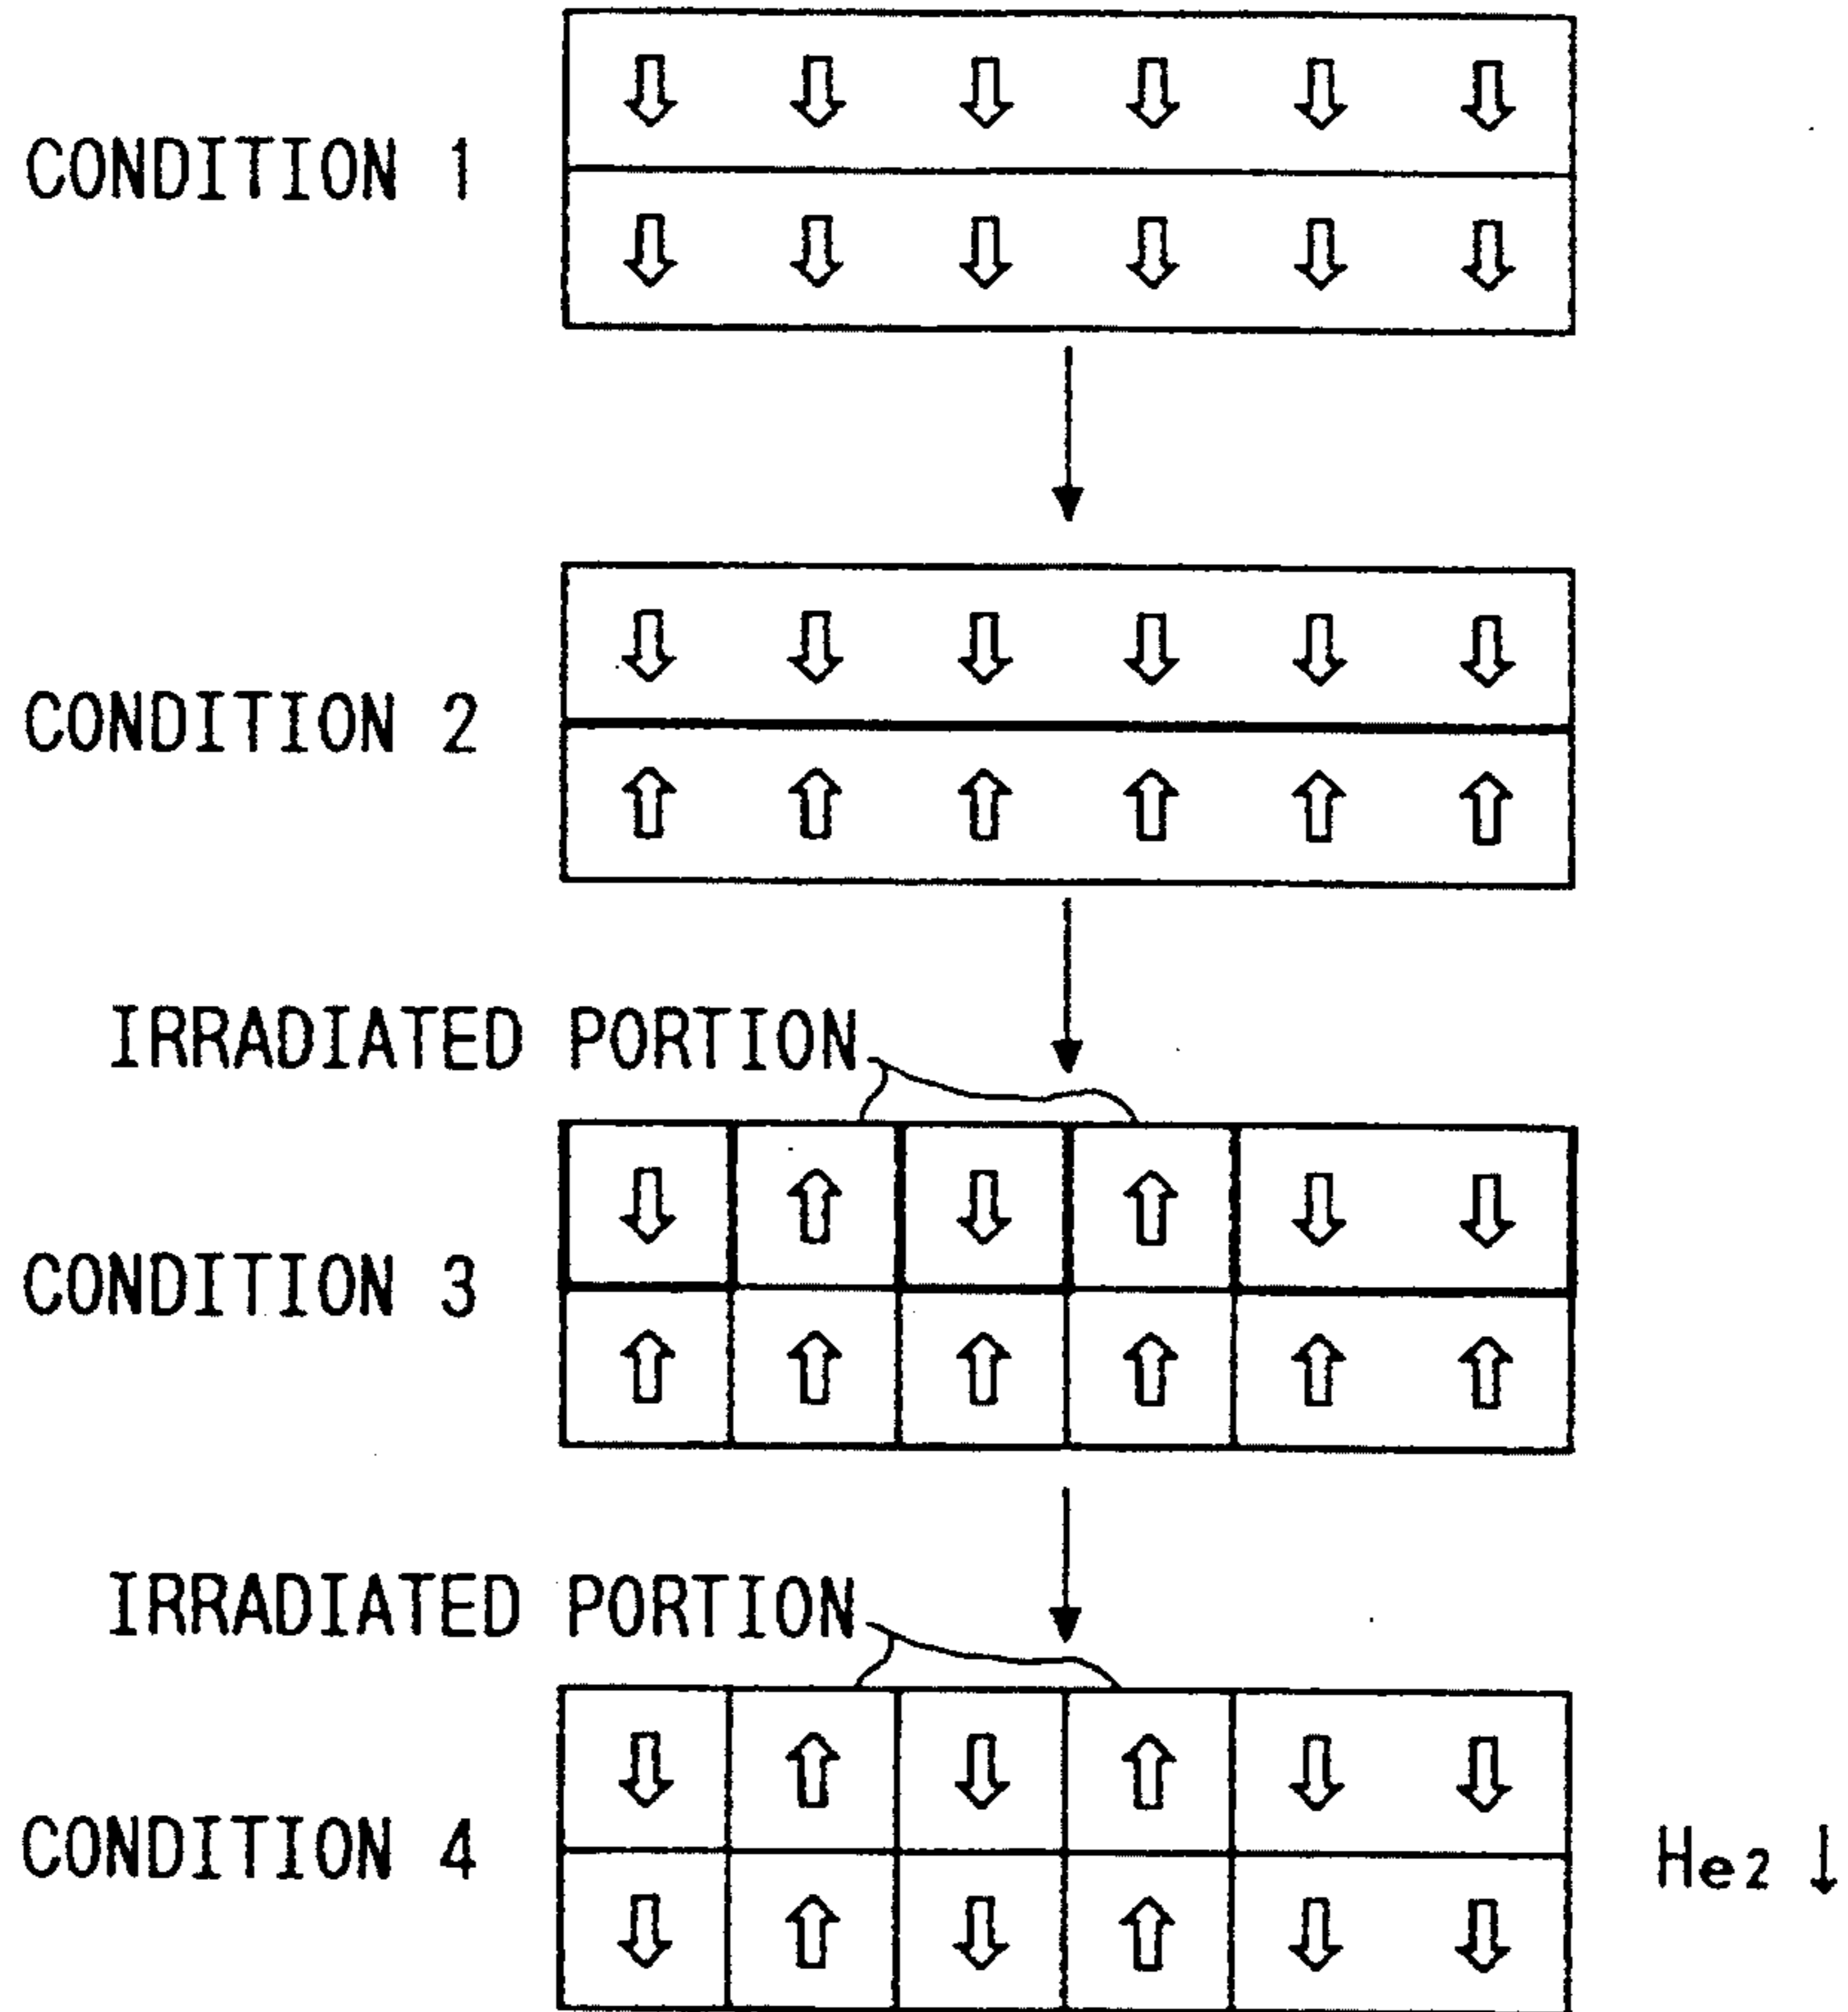 CONDITION 1
CONDITION 2
IRRADIATED PORTION
CONDITION 3
IRRADIATED PORTION
CONDITION 4
He2 ↓